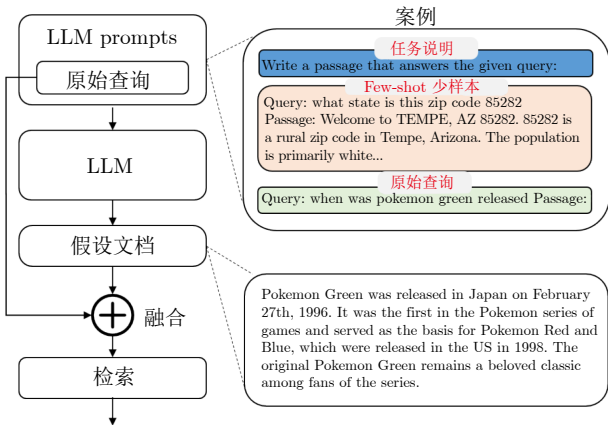 LLM prompts
原始查询
LLM
假设文档
融合
检索
案例
任务说明
Write a passage that answers the given query:
Few-shot 少样本
Query: what state is this zip code 85282
Passage: Welcome to TEMPE, AZ 85282. 85282 is
a rural zip code in Tempe, Arizona. The population
is primarily white...
原始查询
Query: when was pokemon green released Passage:
Pokemon Green was released in Japan on February
27th, 1996. It was the first in the Pokemon series of
games and served as the basis for Pokemon Red and
Blue, which were released in the US in 1998. The
original Pokemon Green remains a beloved classic
among fans of the series.